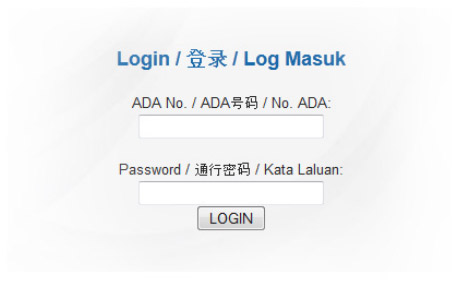 Login / 登录 / Log Masuk
ADA No. / ADA号码 / No. ADA:
Password / 通行密码 / Kata Laluan:
LOGIN